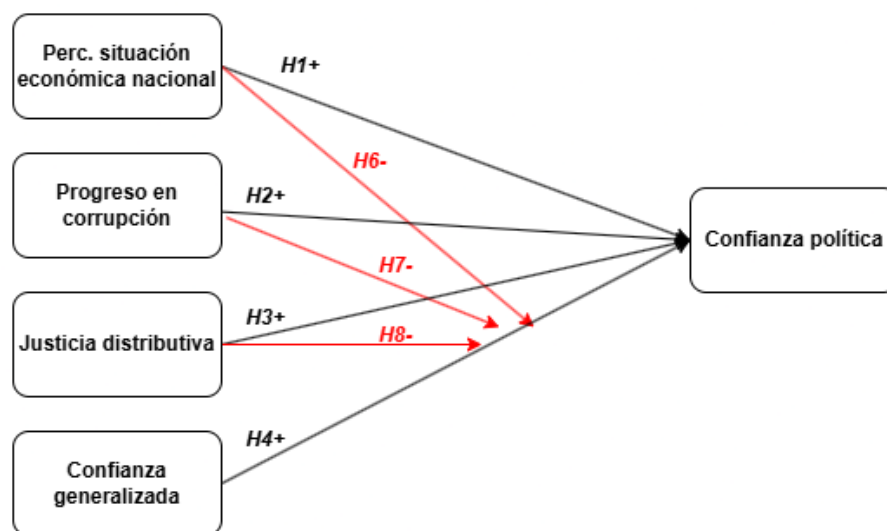 Perc. situación
económica nacional
H1+
H6-
Progreso en
corrupción
H2+
Confianza política
H7-
Justicia distributiva
H3+
H8-
H4+
Confianza
generalizada